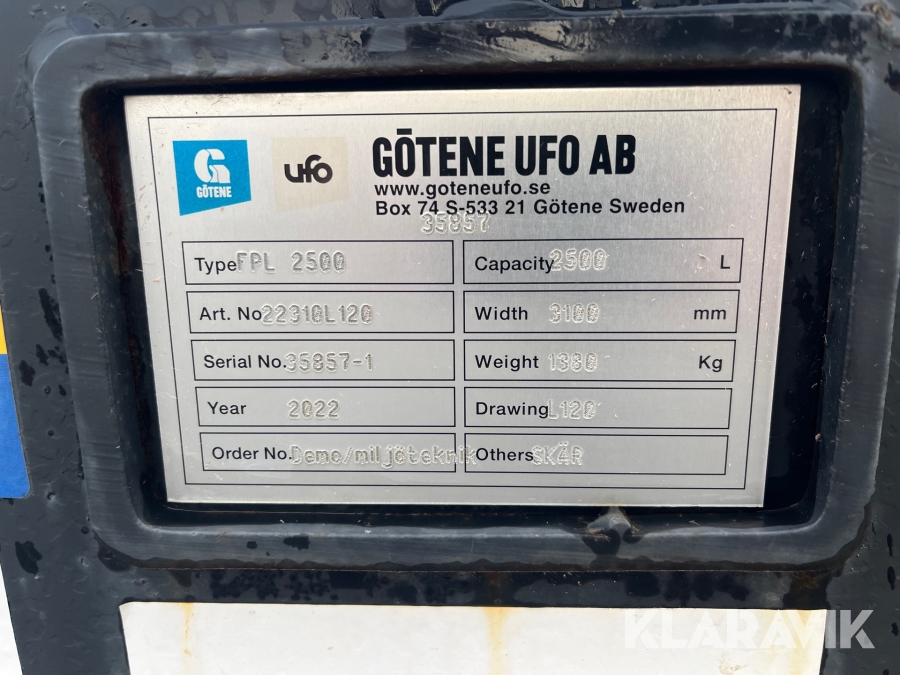 GÖTENE
ufo
GÖTENE UFO AB
www.goteneufo.se
Box 74 S-533 21 Götene Sweden
35857
Type FPL 2500
Capacity 2500 L
Art. No 22310L120
Width 3100 mm
Serial No. 35857-1
Weight 1380 Kg
Year 2022
Drawing L120
Order No. Demo/miljöteknik
Others SKÄR
KLARAVIK